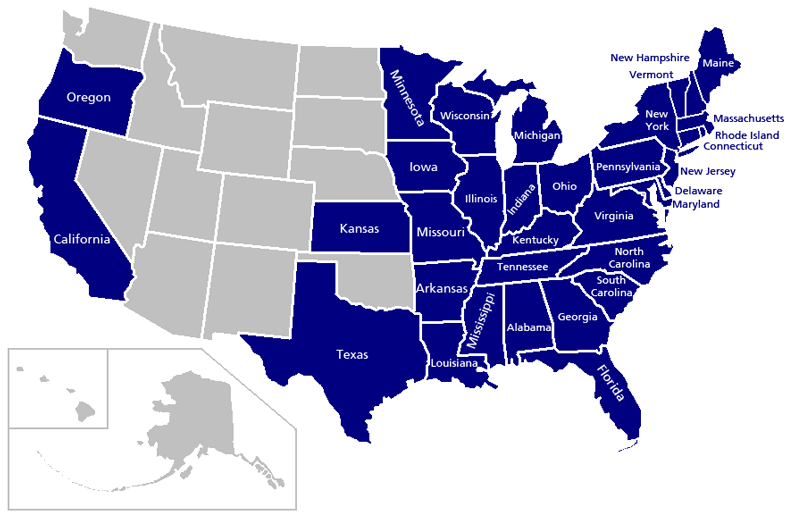 Oregon
California
Minnesota
Wisconsin
Michigan
Iowa
Illinois
Indiana
Ohio
Kansas
Missouri
Kentucky
Virginia
Tennessee
North
Carolina
South
Carolina
Arkansas
Mississippi
Alabama
Georgia
Texas
Louisiana
Florida
Pennsylvania
New
York
New Hampshire
Vermont
Maine
Massachusetts
Rhode Island
Connecticut
New Jersey
Delaware
Maryland